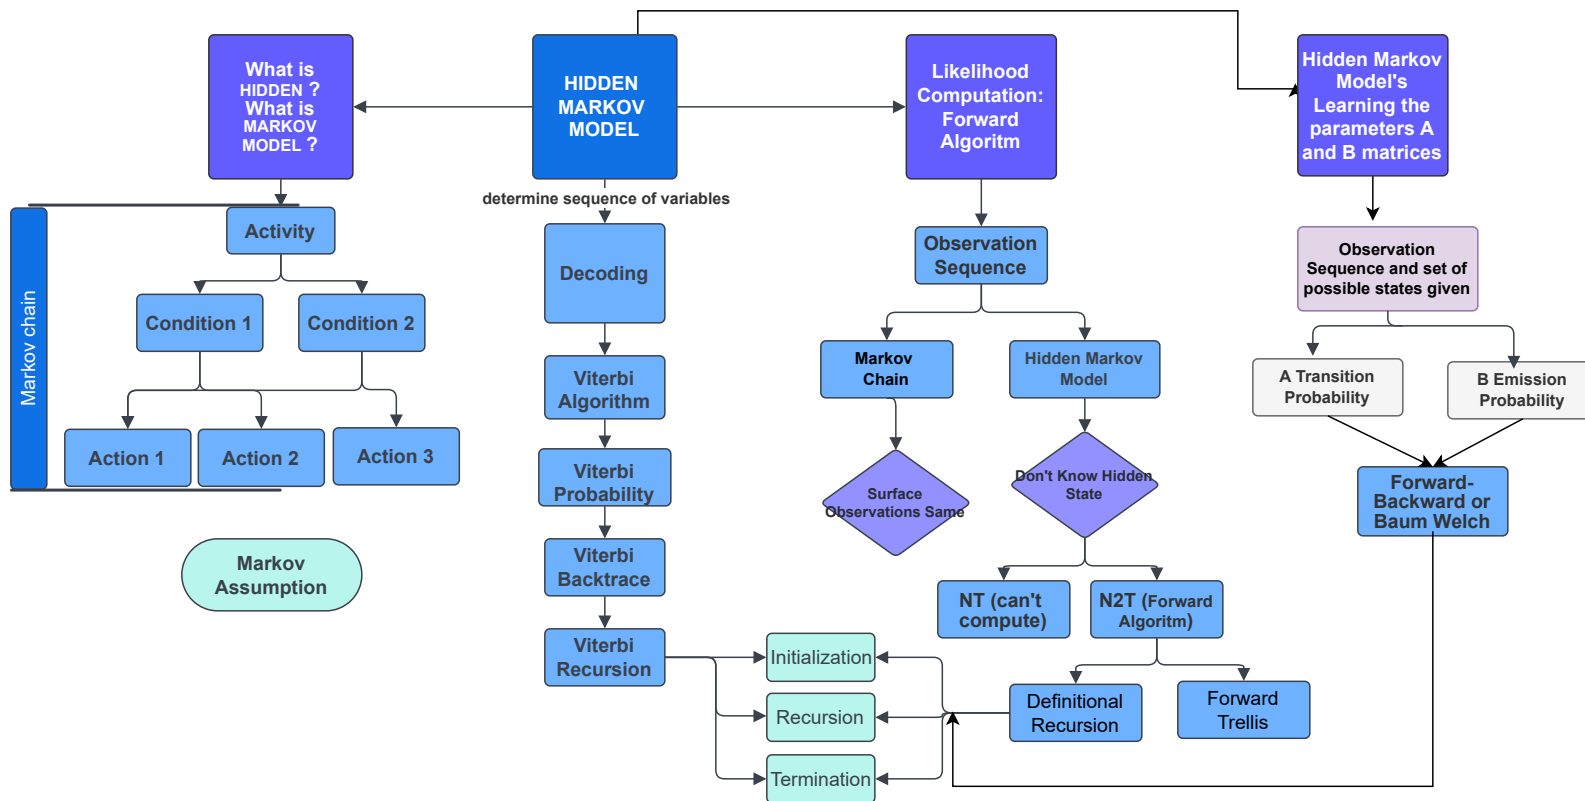 What is
HIDDEN ?
What is
MARKOV
MODEL ?
HIDDEN
MARKOV
MODEL
Likelihood
Computation:
Forward
Algoritm
Hidden Markov
Model's
Learning the
parameters A
and B matrices
determine sequence of variables
Markov chain
Activity
Condition 1
Condition 2
Action 1
Action 2
Action 3
Markov
Assumption
Decoding
Viterbi
Algorithm
Viterbi
Probability
Viterbi
Backtrace
Viterbi
Recursion
Initialization
Recursion
Termination
Observation
Sequence
Markov
Chain
Hidden Markov
Model
Surface
Observations Same
Don't Know Hidden
State
NT (can't
compute)
N2T (Forward
Algoritm)
Definitional
Recursion
Forward
Trellis
Observation
Sequence and set of
possible states given
A Transition
Probability
B Emission
Probability
Forward-
Backward or
Baum Welch